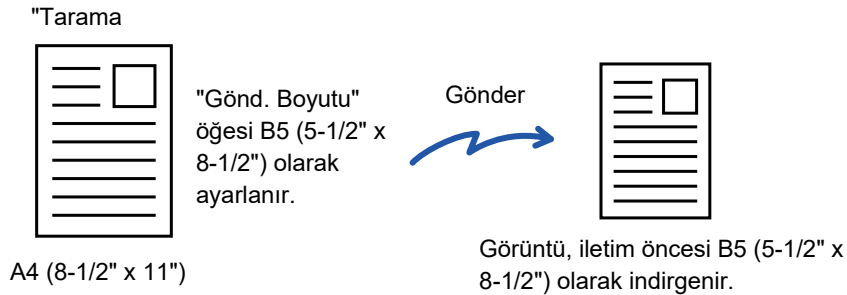 "Tarama
"Gönd. Boyutu"
öğesi B5 (5-1/2" x
8-1/2") olarak
ayarlanır.
Gönder
A4 (8-1/2" x 11")
Görüntü, iletim öncesi B5 (5-1/2" x
8-1/2") olarak indirgenir.